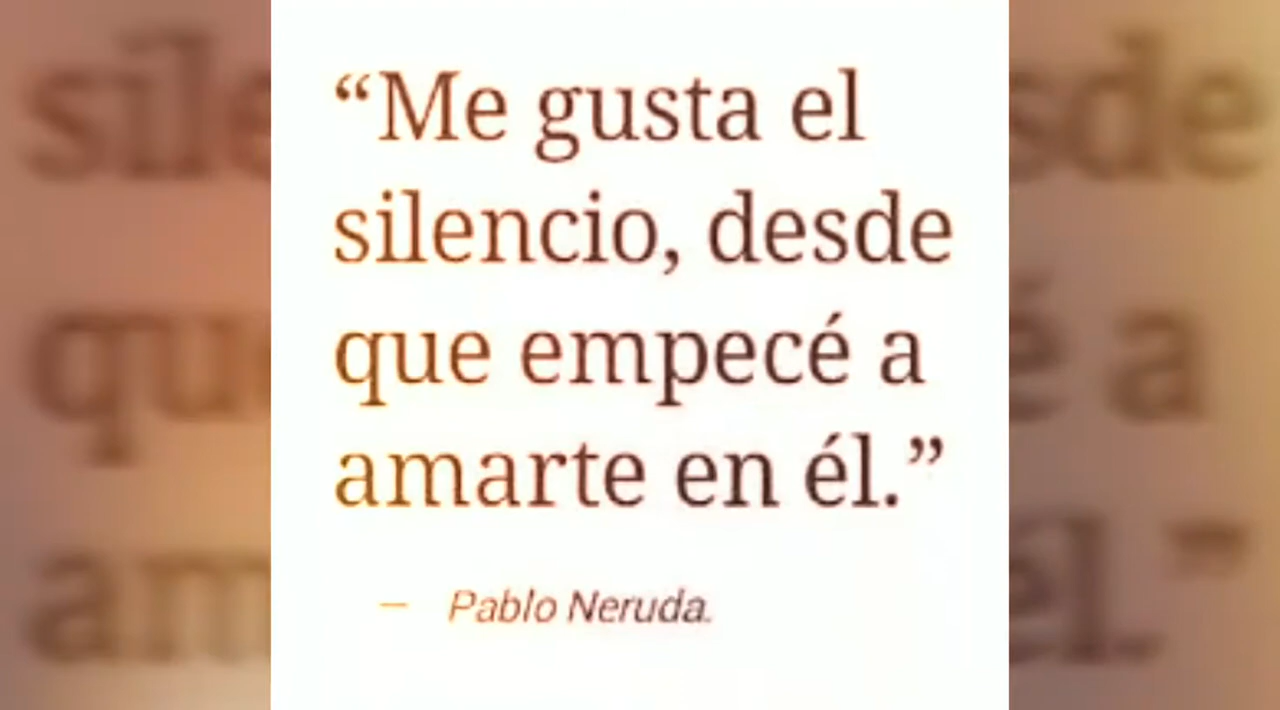 “Me gusta el
silencio, desde
que empecé a
amarte en él.”
– Pablo Neruda.